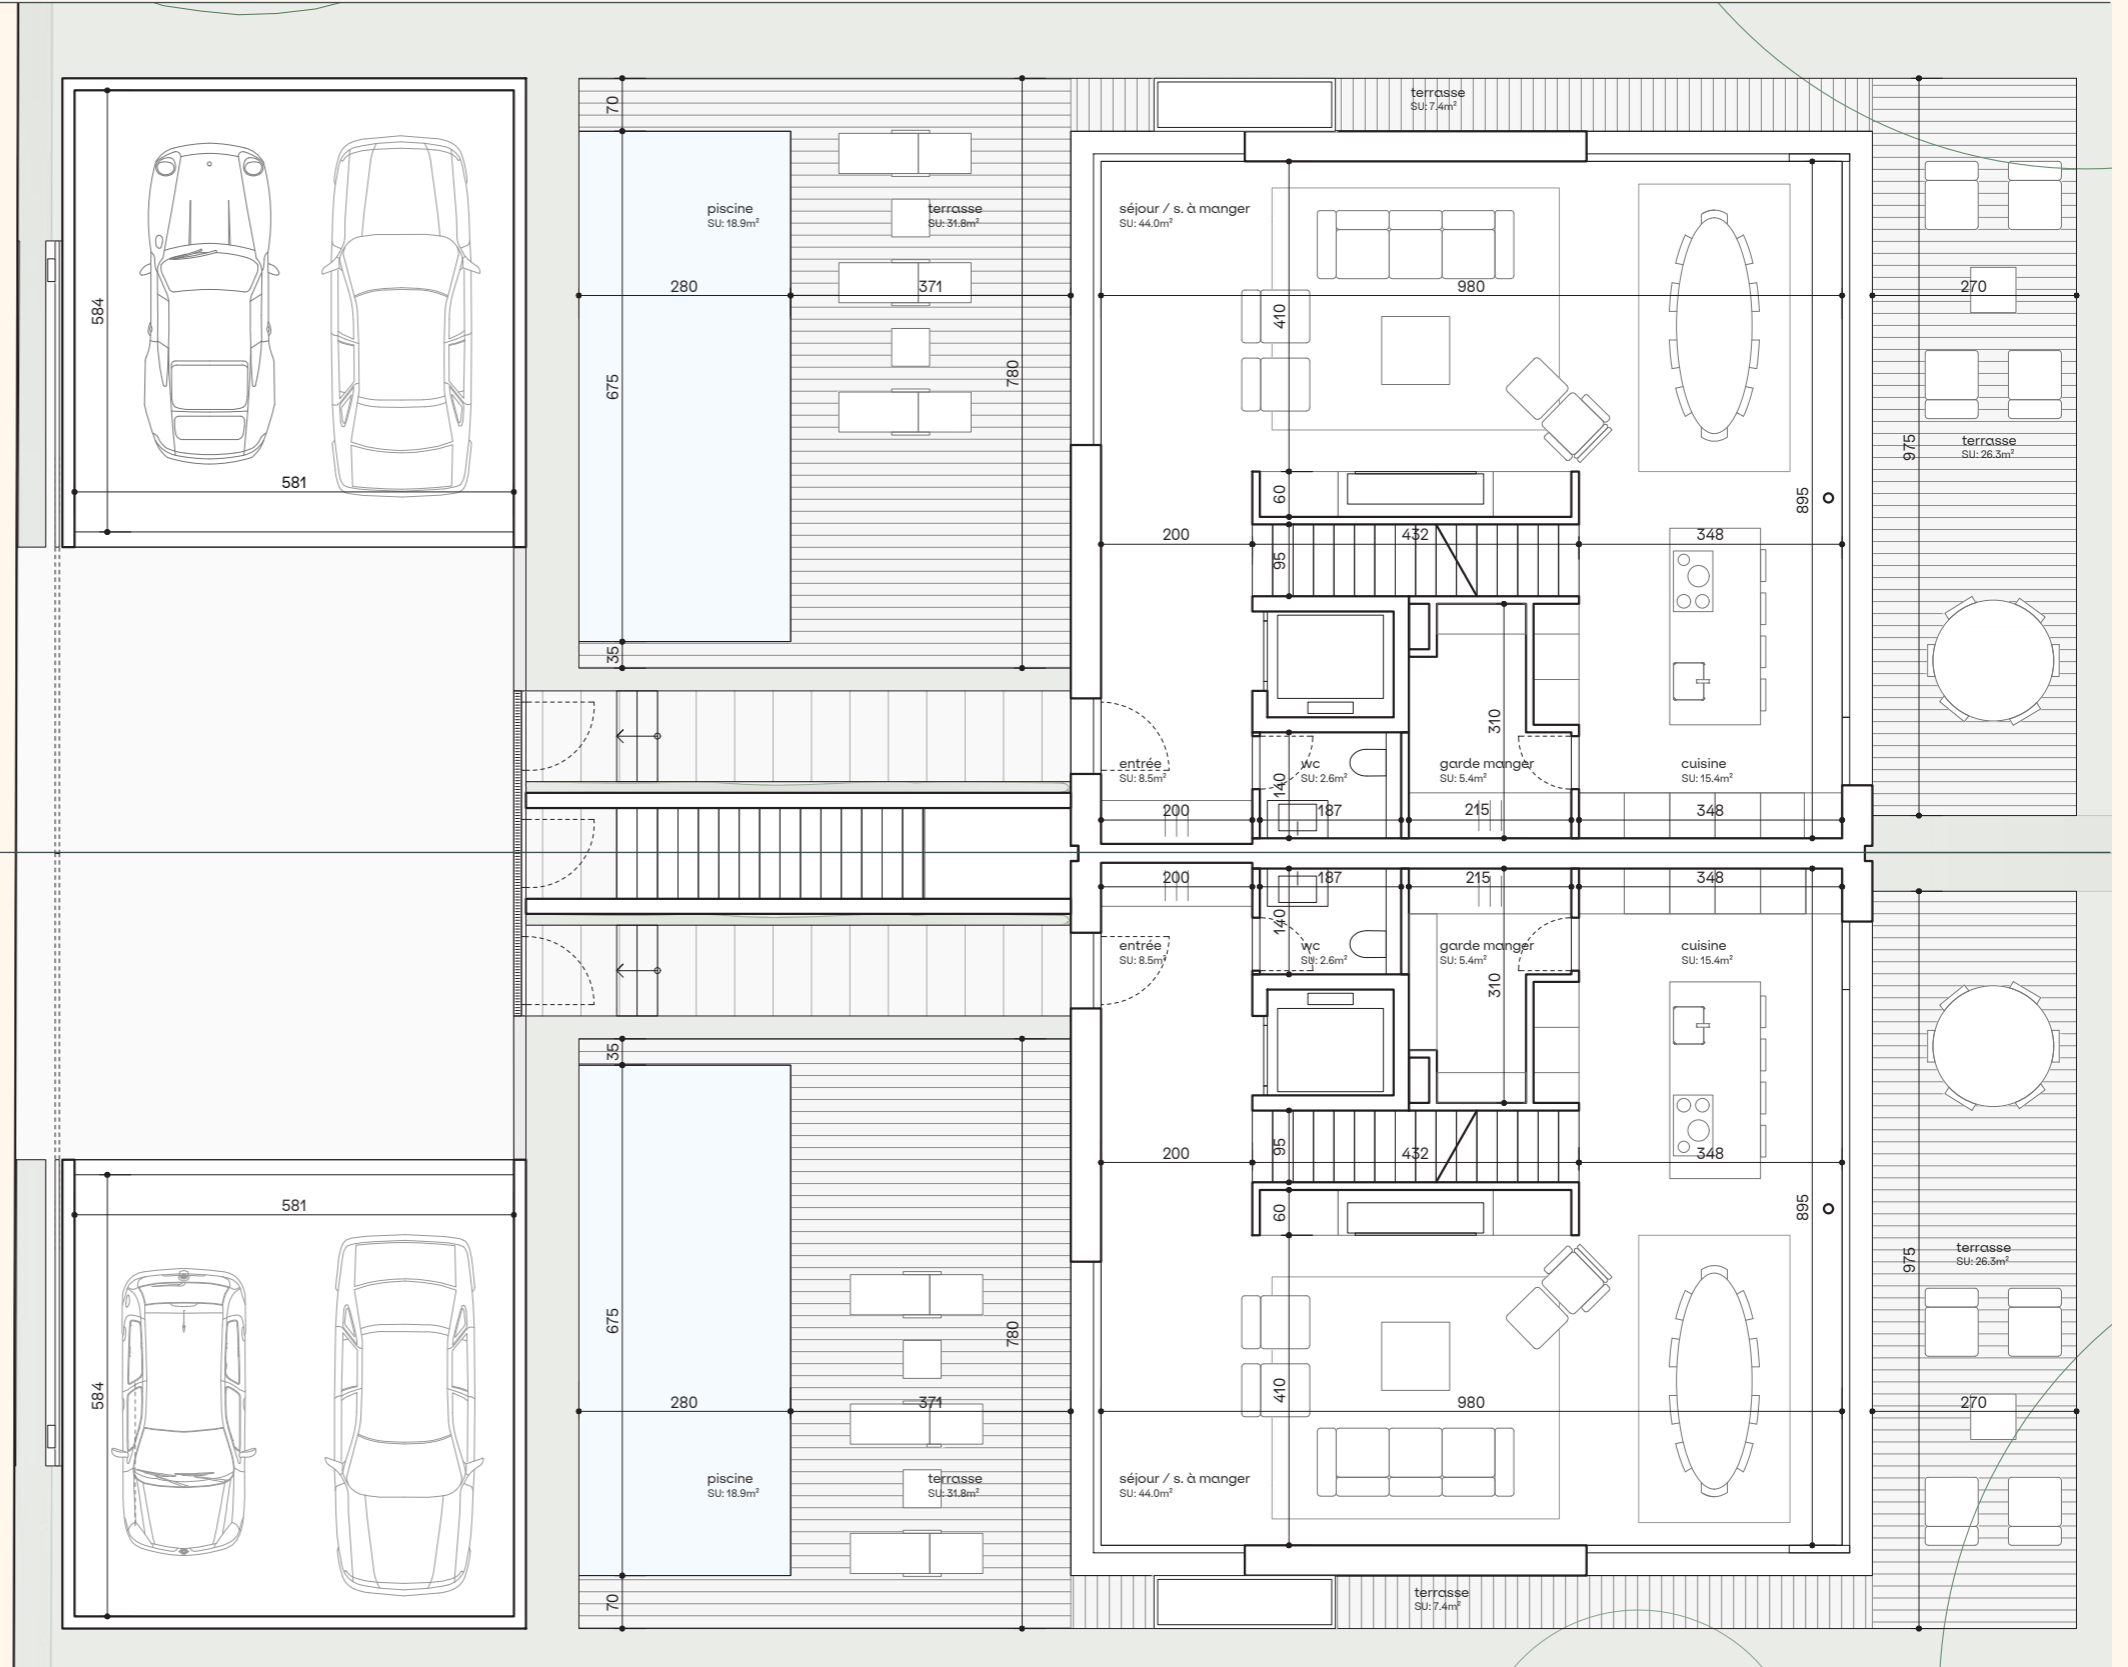 terrasse
SU: 7.4m²
70
piscine
SU: 18.9m²
terrasse
SU: 31.8m²
séjour / s. à manger
SU: 44.0m²
280
371
980
270
584
410
675
780
terrasse
SU: 26.3m²
975
581
60
895
200
432
348
95
35
310
entrée
SU: 8.5m²
wc
SU: 2.6m²
garde manger
SU: 5.4m²
cuisine
SU: 15.4m²
140
200
187
215
348
200
187
215
348
140
entrée
SU: 8.5m²
wc
SU: 2.6m²
garde manger
SU: 5.4m²
cuisine
SU: 15.4m²
310
35
95
200
432
348
581
60
895
terrasse
SU: 26.3m²
975
675
780
584
410
280
371
980
270
piscine
SU: 18.9m²
terrasse
SU: 31.8m²
séjour / s. à manger
SU: 44.0m²
70
terrasse
SU: 7.4m²